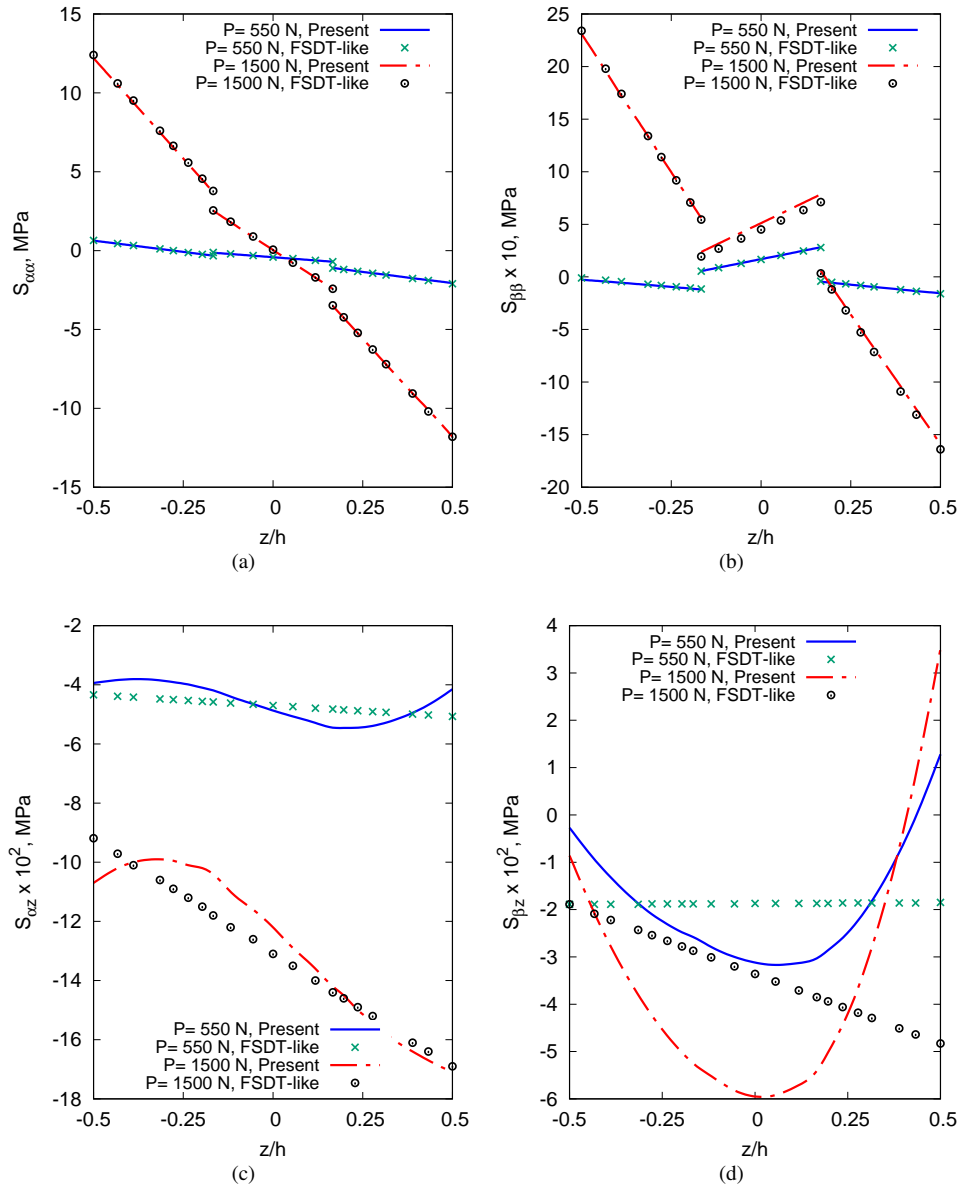 15
10
5
0
-5
-10
-15
-0.5 -0.25 0 0.25 0.5
S_αα, MPa
z/h
P= 550 N, Present
P= 550 N, FSDT-like
P= 1500 N, Present
P= 1500 N, FSDT-like
(a)
25
20
15
10
5
0
-5
-10
-15
-20
-0.5 -0.25 0 0.25 0.5
S_ββ x 10, MPa
z/h
P= 550 N, Present
P= 550 N, FSDT-like
P= 1500 N, Present
P= 1500 N, FSDT-like
(b)
-2
-4
-6
-8
-10
-12
-14
-16
-18
-0.5 -0.25 0 0.25 0.5
S_αz x 10², MPa
z/h
P= 550 N, Present
P= 550 N, FSDT-like
P= 1500 N, Present
P= 1500 N, FSDT-like
(c)
4
3
2
1
0
-1
-2
-3
-4
-5
-6
-0.5 -0.25 0 0.25 0.5
S_βz x 10², MPa
z/h
P= 550 N, Present
P= 550 N, FSDT-like
P= 1500 N, Present
P= 1500 N, FSDT-like
(d)